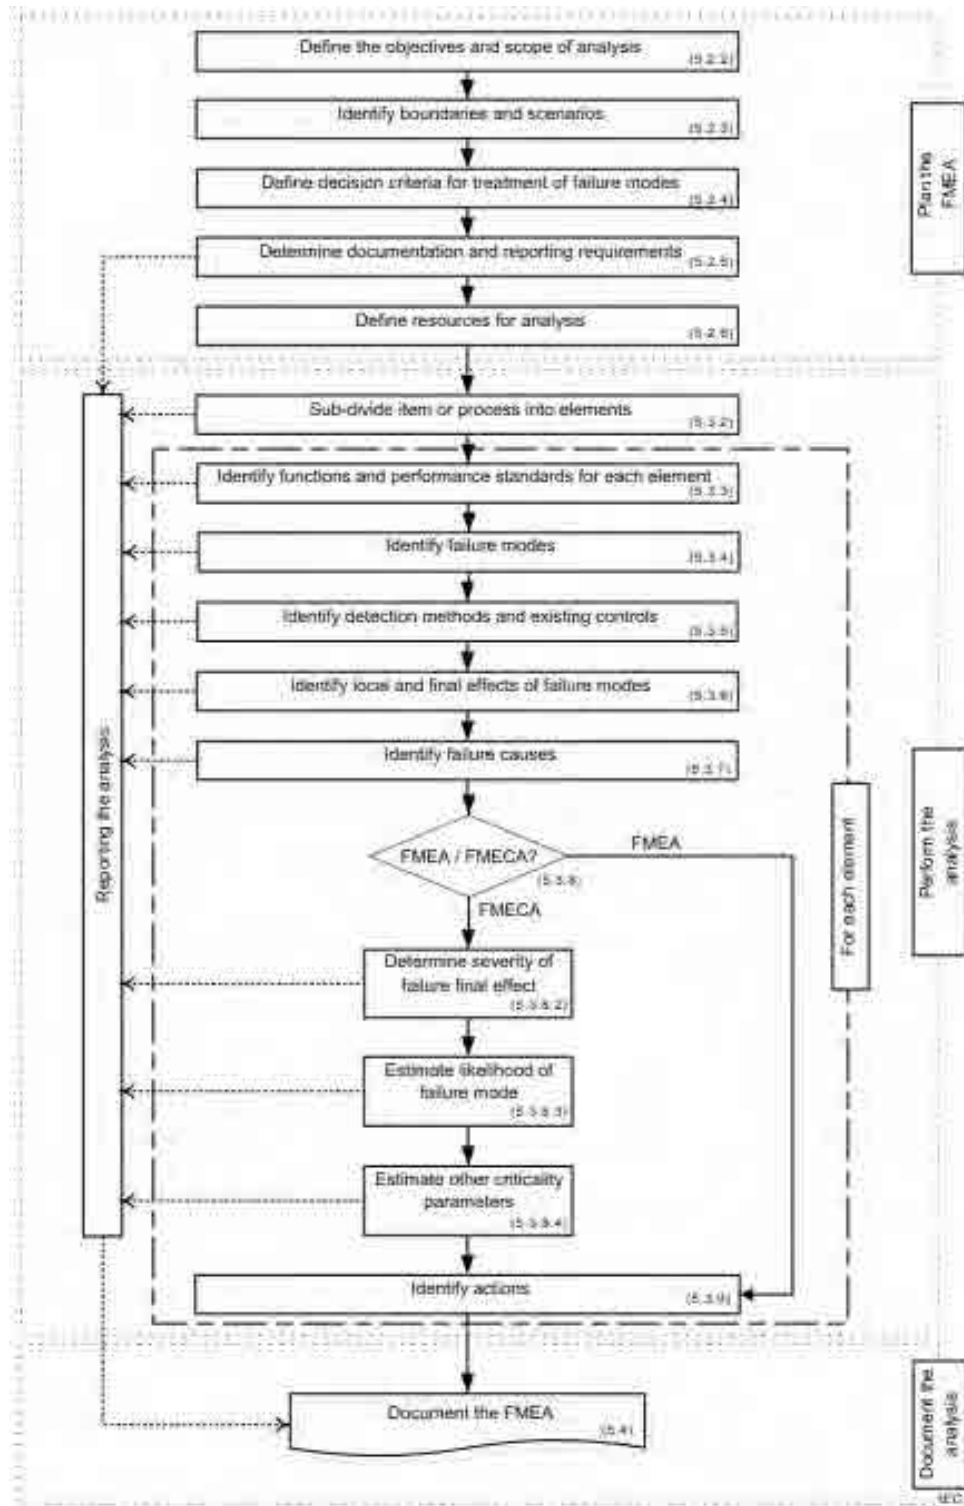 Define the objectives and scope of analysis
(5.2.2)
Identify boundaries and scenarios
(5.2.3)
Define decision criteria for treatment of failure modes
(5.2.4)
Plan the
FMEA
Determine documentation and reporting requirements
(5.2.5)
Define resources for analysis
(5.2.6)
Sub-divide item or process into elements
(5.3.2)
Identify functions and performance standards for each element
(5.3.3)
Identify failure modes
(5.3.4)
Identify detection methods and existing controls
(5.3.5)
Identify local and final effects of failure modes
(5.3.6)
Identify failure causes
(5.3.7)
Reporting the analysis
FMEA / FMECA?
(5.3.8)
FMEA
FMECA
For each element
Perform the
analysis
Determine severity of
failure final effect
(5.3.8.2)
Estimate likelihood of
failure mode
(5.3.8.3)
Estimate other criticality
parameters
(5.3.8.4)
Identify actions
(5.3.9)
Document the FMEA
(5.4)
Document the
analysis
IEC